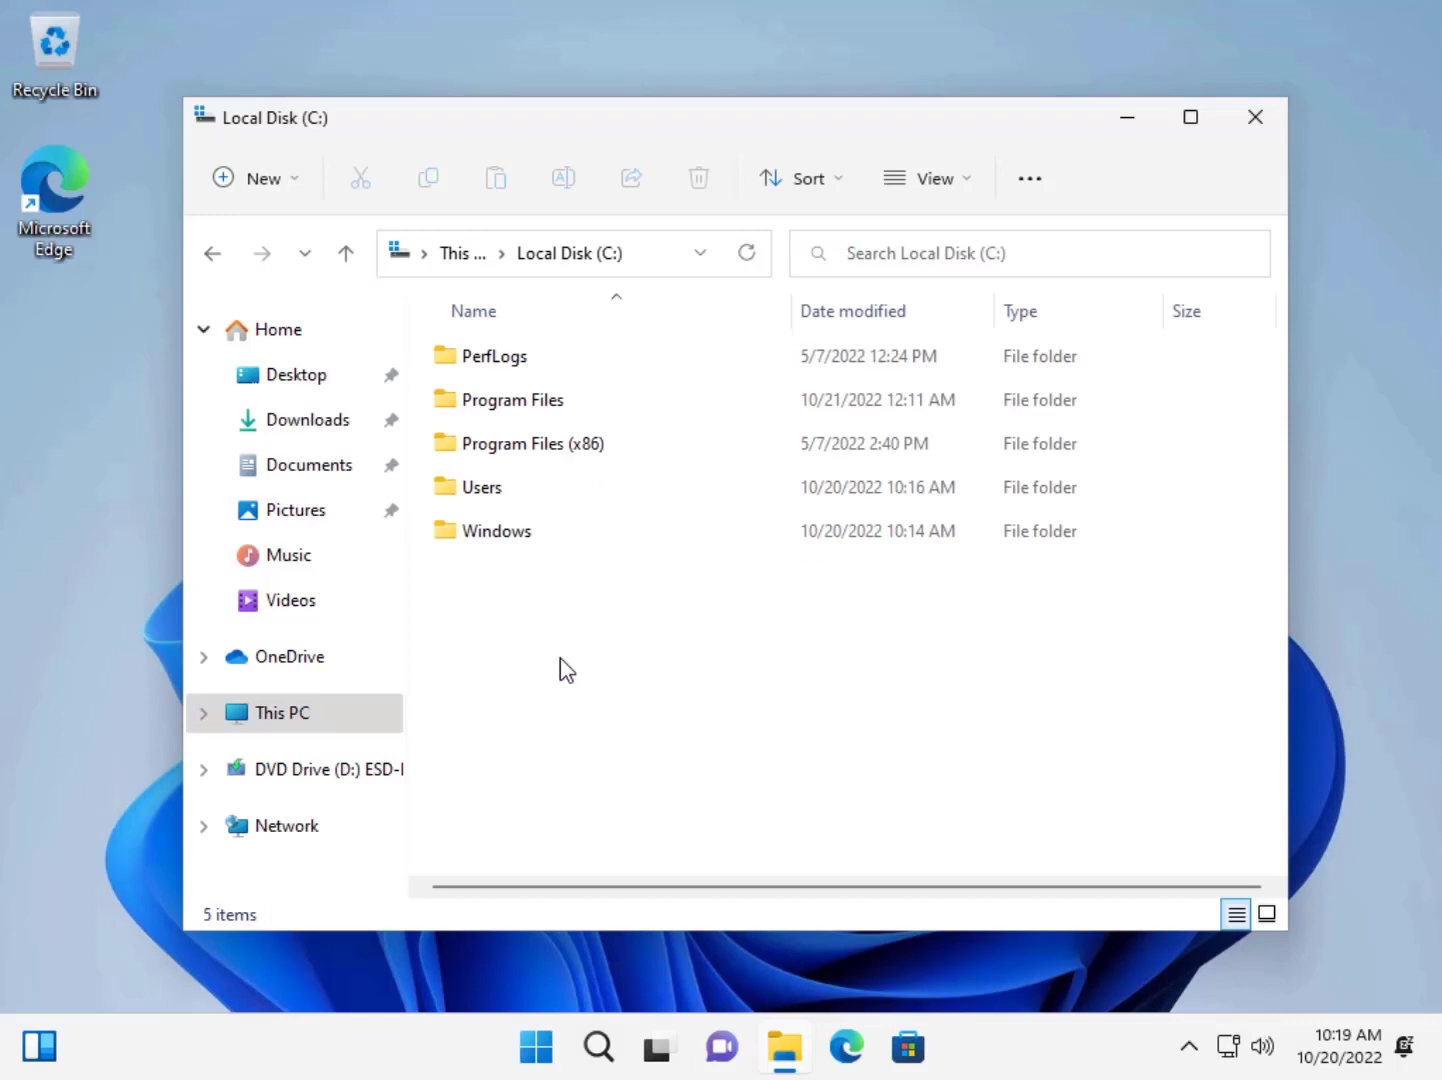 Recycle Bin
Microsoft
Edge
Local Disk (C:)
New
Sort
View
This ...
Local Disk (C:)
Search Local Disk (C:)
Name
Date modified
Type
Size
Home
Desktop
Downloads
Documents
Pictures
Music
Videos
OneDrive
This PC
DVD Drive (D:) ESD-I
Network
PerfLogs 5/7/2022 12:24 PM File folder
Program Files 10/21/2022 12:11 AM File folder
Program Files (x86) 5/7/2022 2:40 PM File folder
Users 10/20/2022 10:16 AM File folder
Windows 10/20/2022 10:14 AM File folder
5 items
10:19 AM
10/20/2022